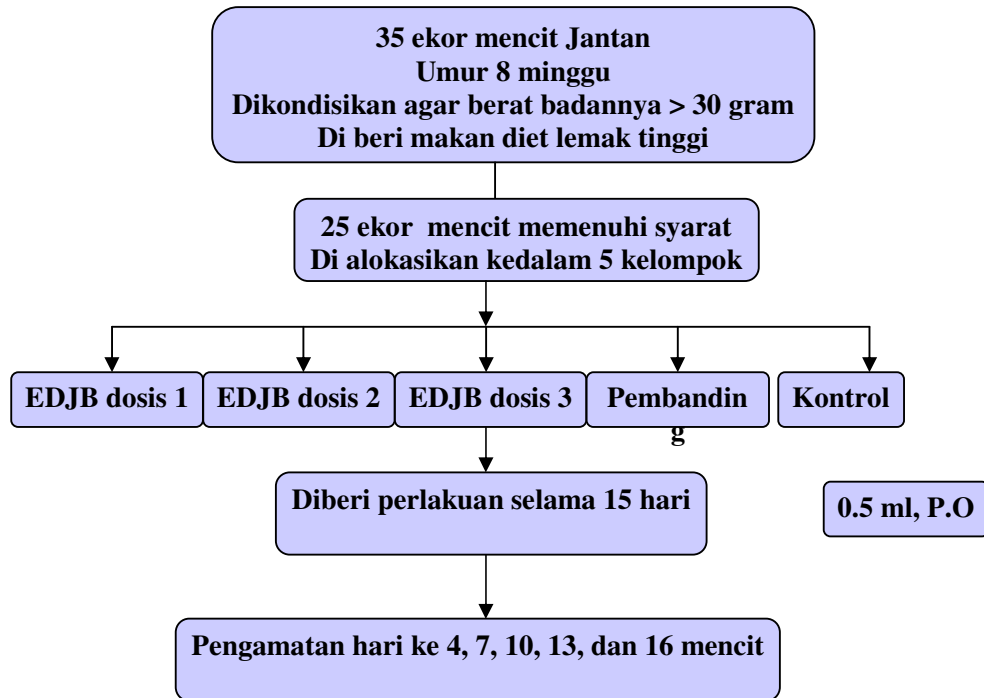 35 ekor mencit Jantan
Umur 8 minggu
Dikondisikan agar berat badannya > 30 gram
Di beri makan diet lemak tinggi
25 ekor mencit memenuhi syarat
Di alokasikan kedalam 5 kelompok
EDJB dosis 1
EDJB dosis 2
EDJB dosis 3
Pembandin
g
Kontrol
Diberi perlakuan selama 15 hari
0.5 ml, P.O
Pengamatan hari ke 4, 7, 10, 13, dan 16 mencit